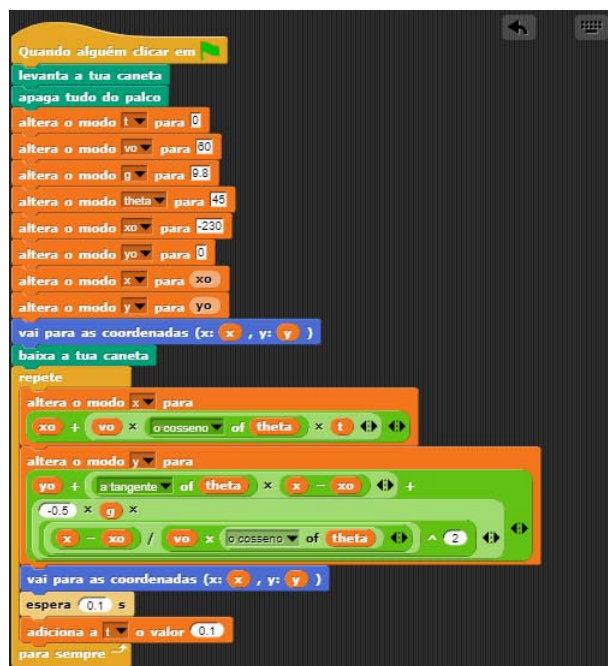 Quando alguém clicar em
levanta a tua caneta
apaga tudo do palco
altera o modo t para 0
altera o modo vo para 60
altera o modo g para 9.8
altera o modo theta para 45
altera o modo xo para -230
altera o modo yo para 0
altera o modo x para xo
altera o modo y para yo
vai para as coordenadas (x: x , y: y )
baixa a tua caneta
repete
altera o modo x para
xo + vo × o cosseno of theta × t
altera o modo y para
yo + a tangente of theta × x − xo +
-0.5 × g ×
x − xo / vo × o cosseno of theta ^ 2
vai para as coordenadas (x: x , y: y )
espera 0.1 s
adiciona a t o valor 0.1
para sempre